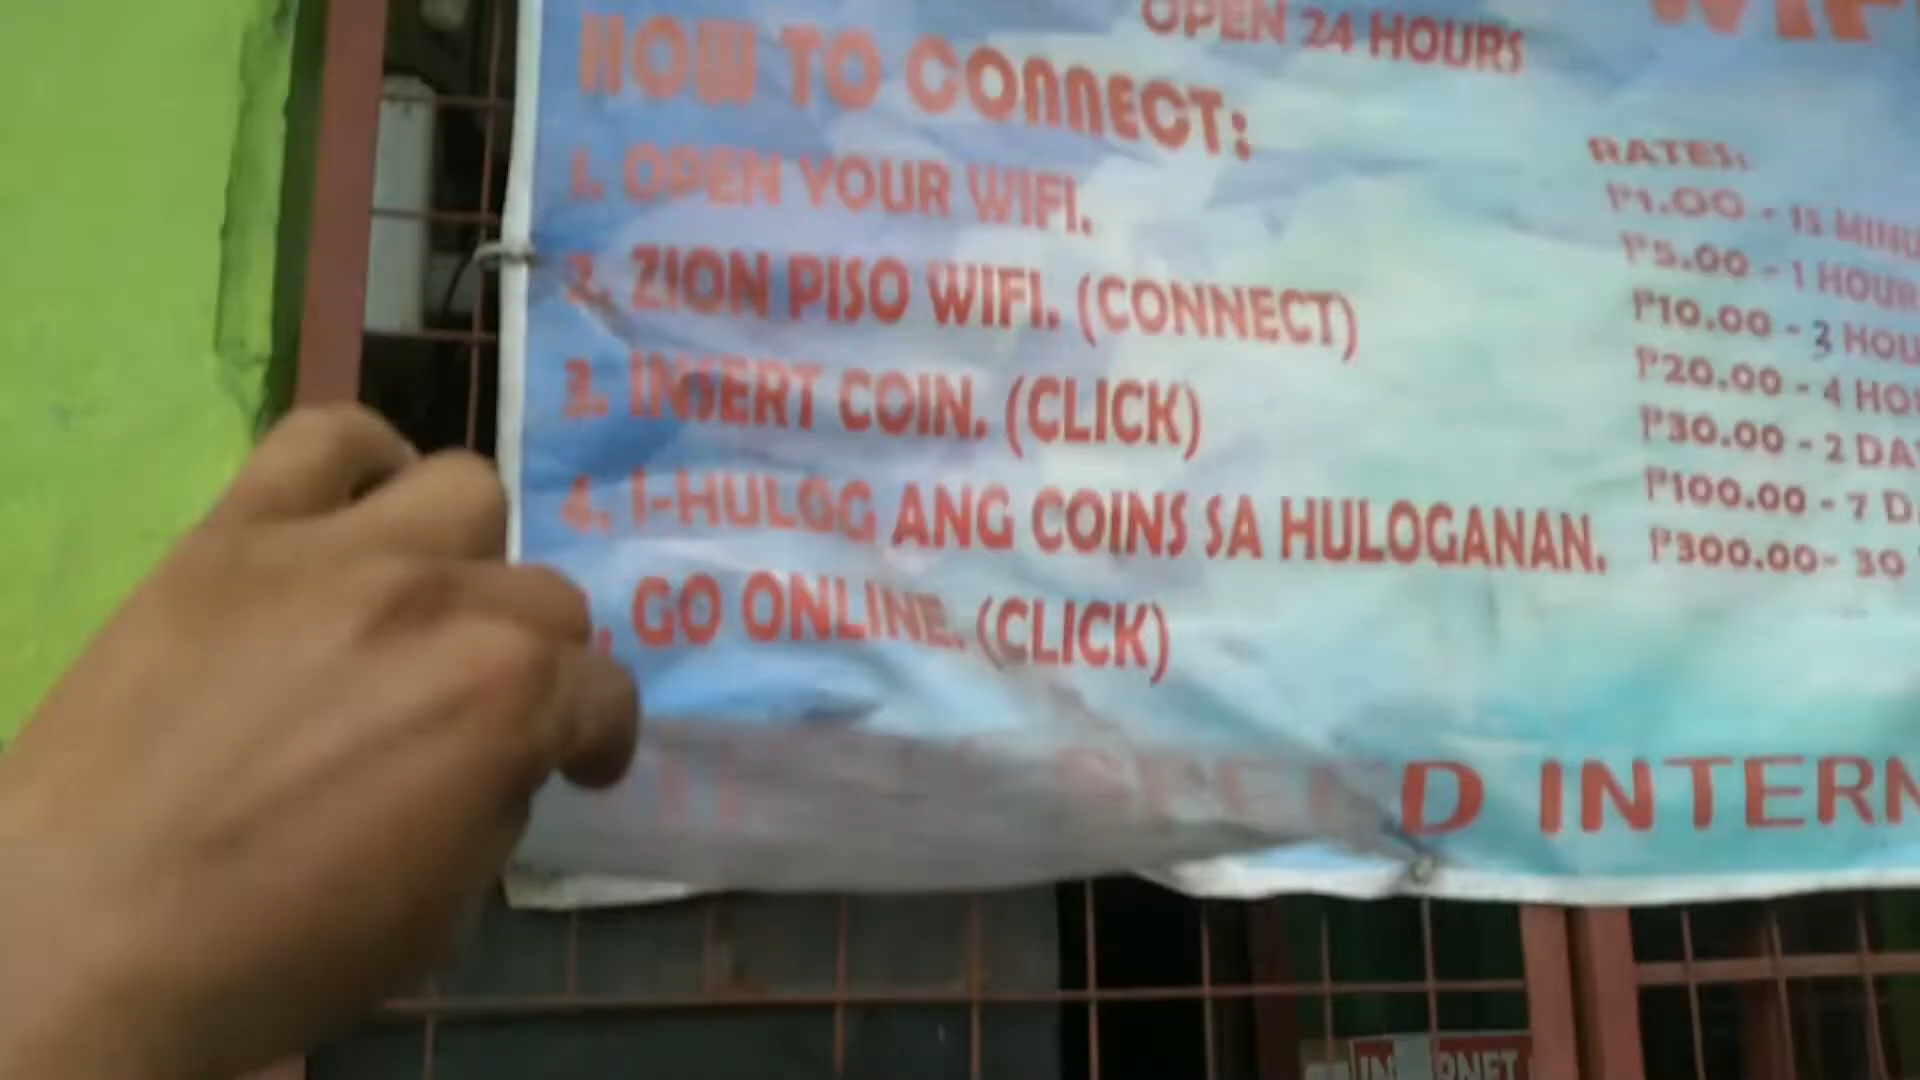 OPEN 24 HOURS
HOW TO CONNECT:
1. OPEN YOUR WIFI.
2. ZION PISO WIFI. (CONNECT)
3. INSERT COIN. (CLICK)
4. I-HULOG ANG COINS SA HULOGANAN.
GO ONLINE. (CLICK)
RATES:
₱1.00 - 15
₱5.00 - 1 HOUR
₱10.00 - 3
₱20.00 - 4
₱30.00 - 2
₱100.00 - 7
₱300.00- 30